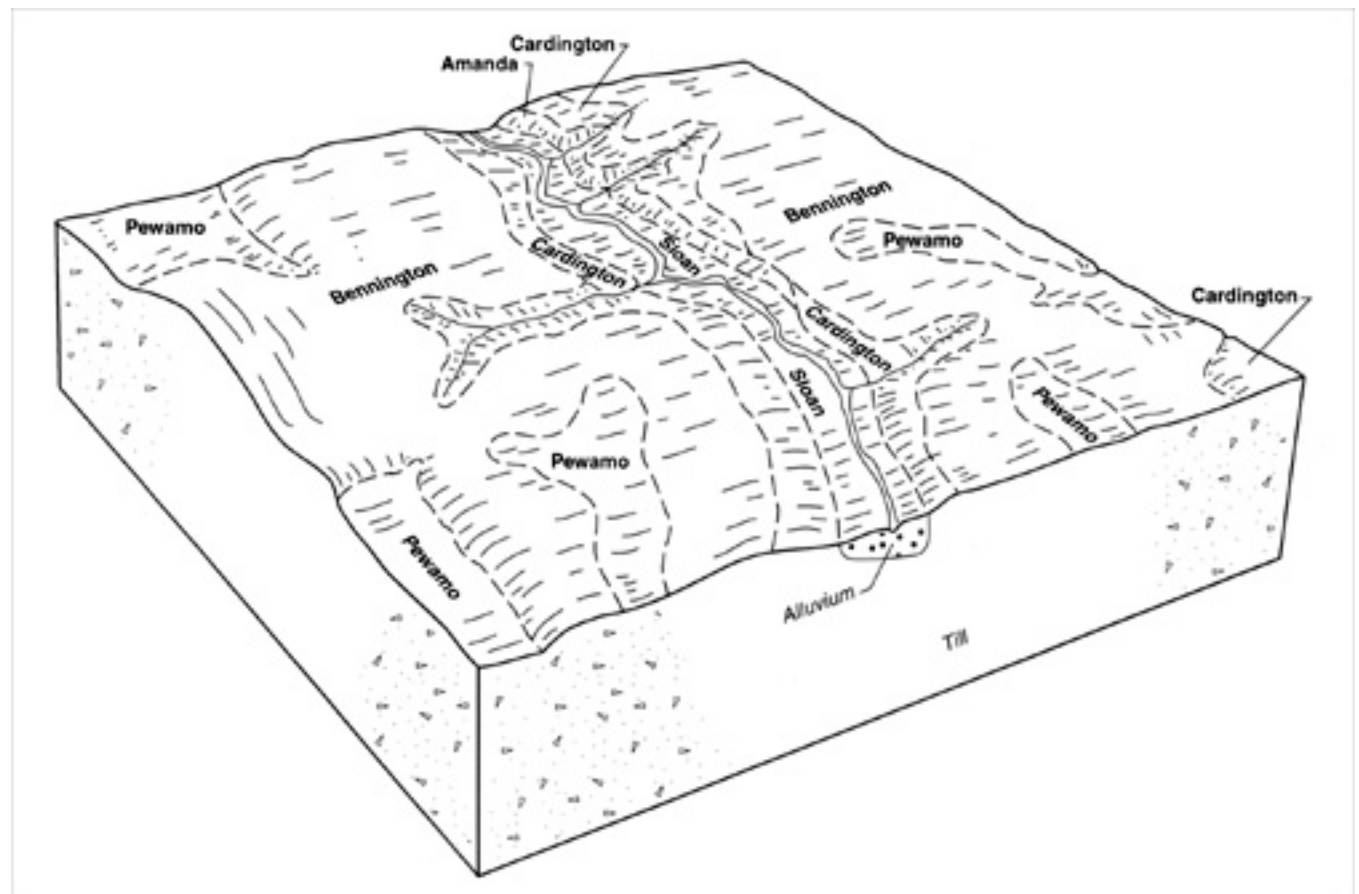 Cardington
Amanda
Bennington
Pewamo
Pewamo
Sloan
Cardington
Bennington
Cardington
Cardington
Sloan
Pewamo
Pewamo
Pewamo
Alluvium
Till